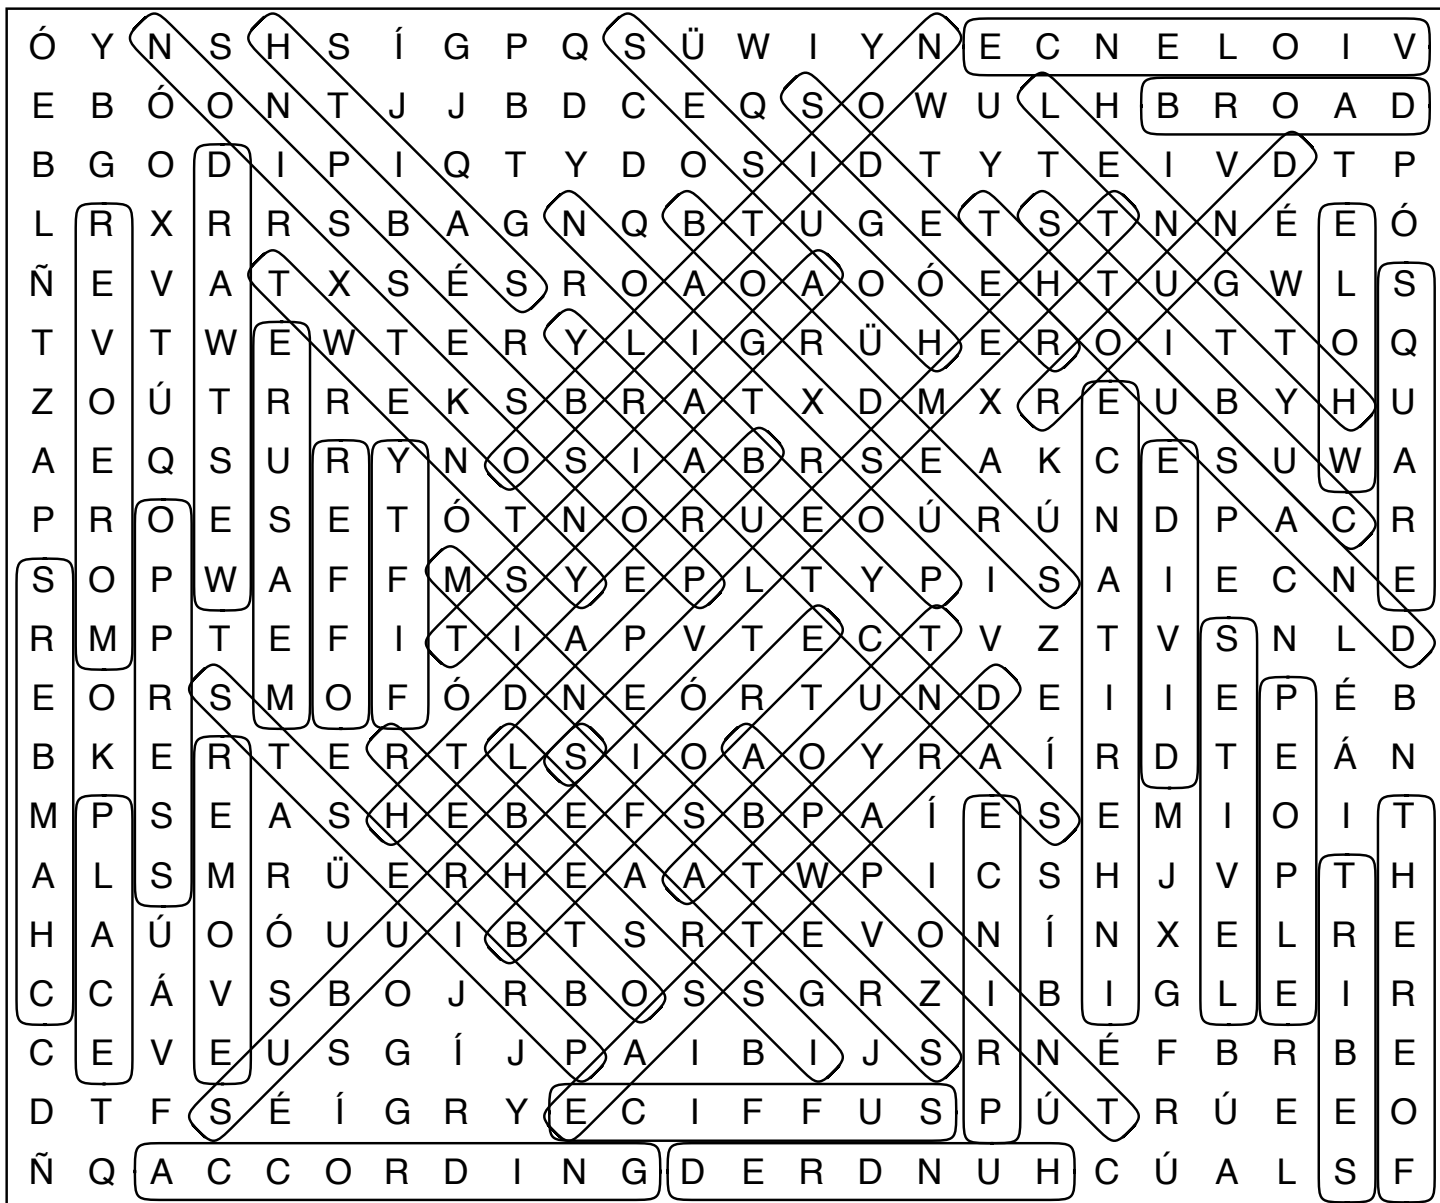 Ó Y N S H S Í G P Q S Ü W I Y N E C N E L O I V
E B Ó O N T J J B D C E Q S O W U L H B R O A D
B G O D I P I Q T Y D O S I D T Y T E I V D T P
L R X R R S B A G N Q B T U G E T S T N N É E Ó
Ñ E V A T X S É S R O A O A O Ó E H T U G W L S
T V T W E W T E R Y L I G R Ü H E R O I T T O Q
Z O Ú T R R E K S B R A T X D M X R E U B Y H U
A E Q S U R Y N O S I A B R S E A K C E S U W A
P R O E S E T Ó T N O R U E O Ú R Ú N D P A C R
S O P W A F F M S Y E P L T Y P I S A I E C N E
R M P T E F I T I A P V T E C T V Z T V S N L D
E O R S M O F Ó D N E Ó R T U N D E I I E P É B
B K E R T E R T L S I O A O Y R A Í R D T E Á N
M P S E A S H E B E F S B P A Í E S E M I O I T
A L S M R Ü E R H E A A T W P I C S H J V P T H
H A Ú O Ó U U I B T S R T E V O N Í N X E L R E
C C Á V S B O J R B O S S G R Z I B I G L E I R
C E V E U S G Í J P A I B I J S R N É F B R B E
D T F S É Í G R Y E C I F F U S P Ú T R Ú E E O
Ñ Q A C C O R D I N G D E R D N U H C Ú A L S F